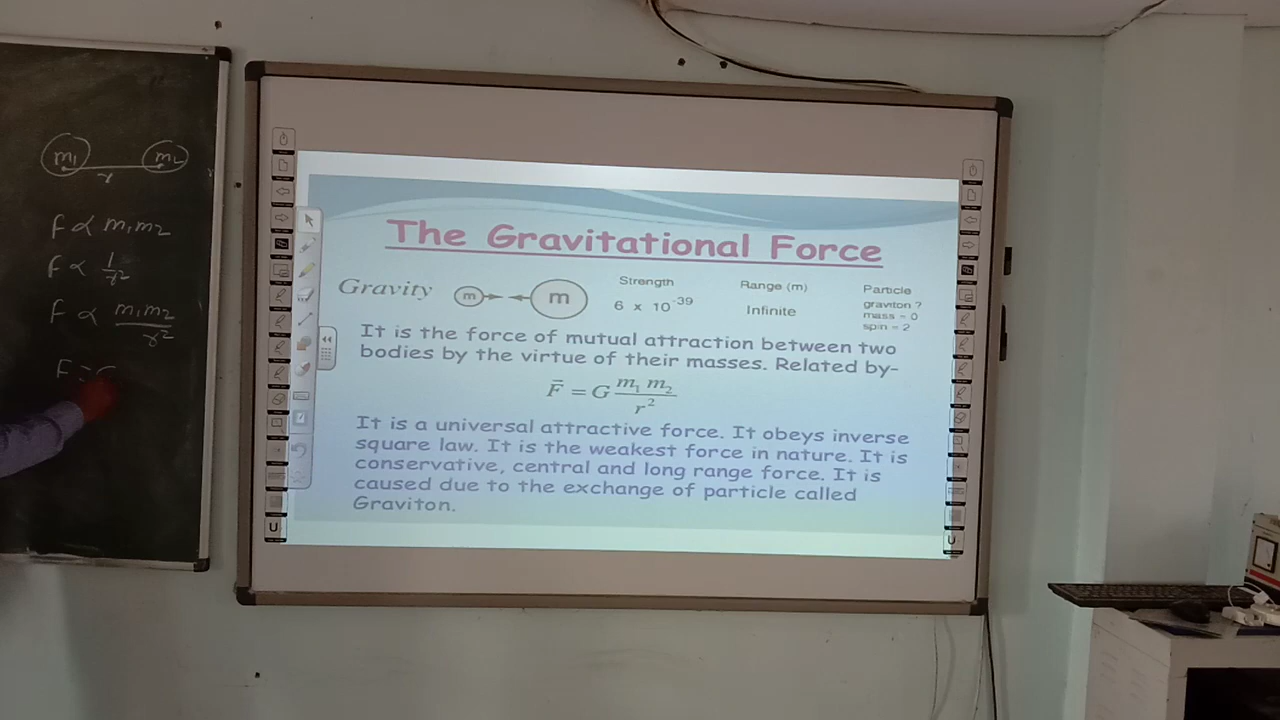 m1 m2
r
F ∝ m1m2
F ∝ 1/r2
F ∝ m1m2/r2
F =
The Gravitational Force
Gravity
m m
Strength
6 x 10-39
Range (m)
Infinite
Particle
graviton ?
mass = 0
spin = 2
It is the force of mutual attraction between two
bodies by the virtue of their masses. Related by-
F̄ = G m1 m2/r2
It is a universal attractive force. It obeys inverse
square law. It is the weakest force in nature. It is
conservative, central and long range force. It is
caused due to the exchange of particle called
Graviton.
U
U